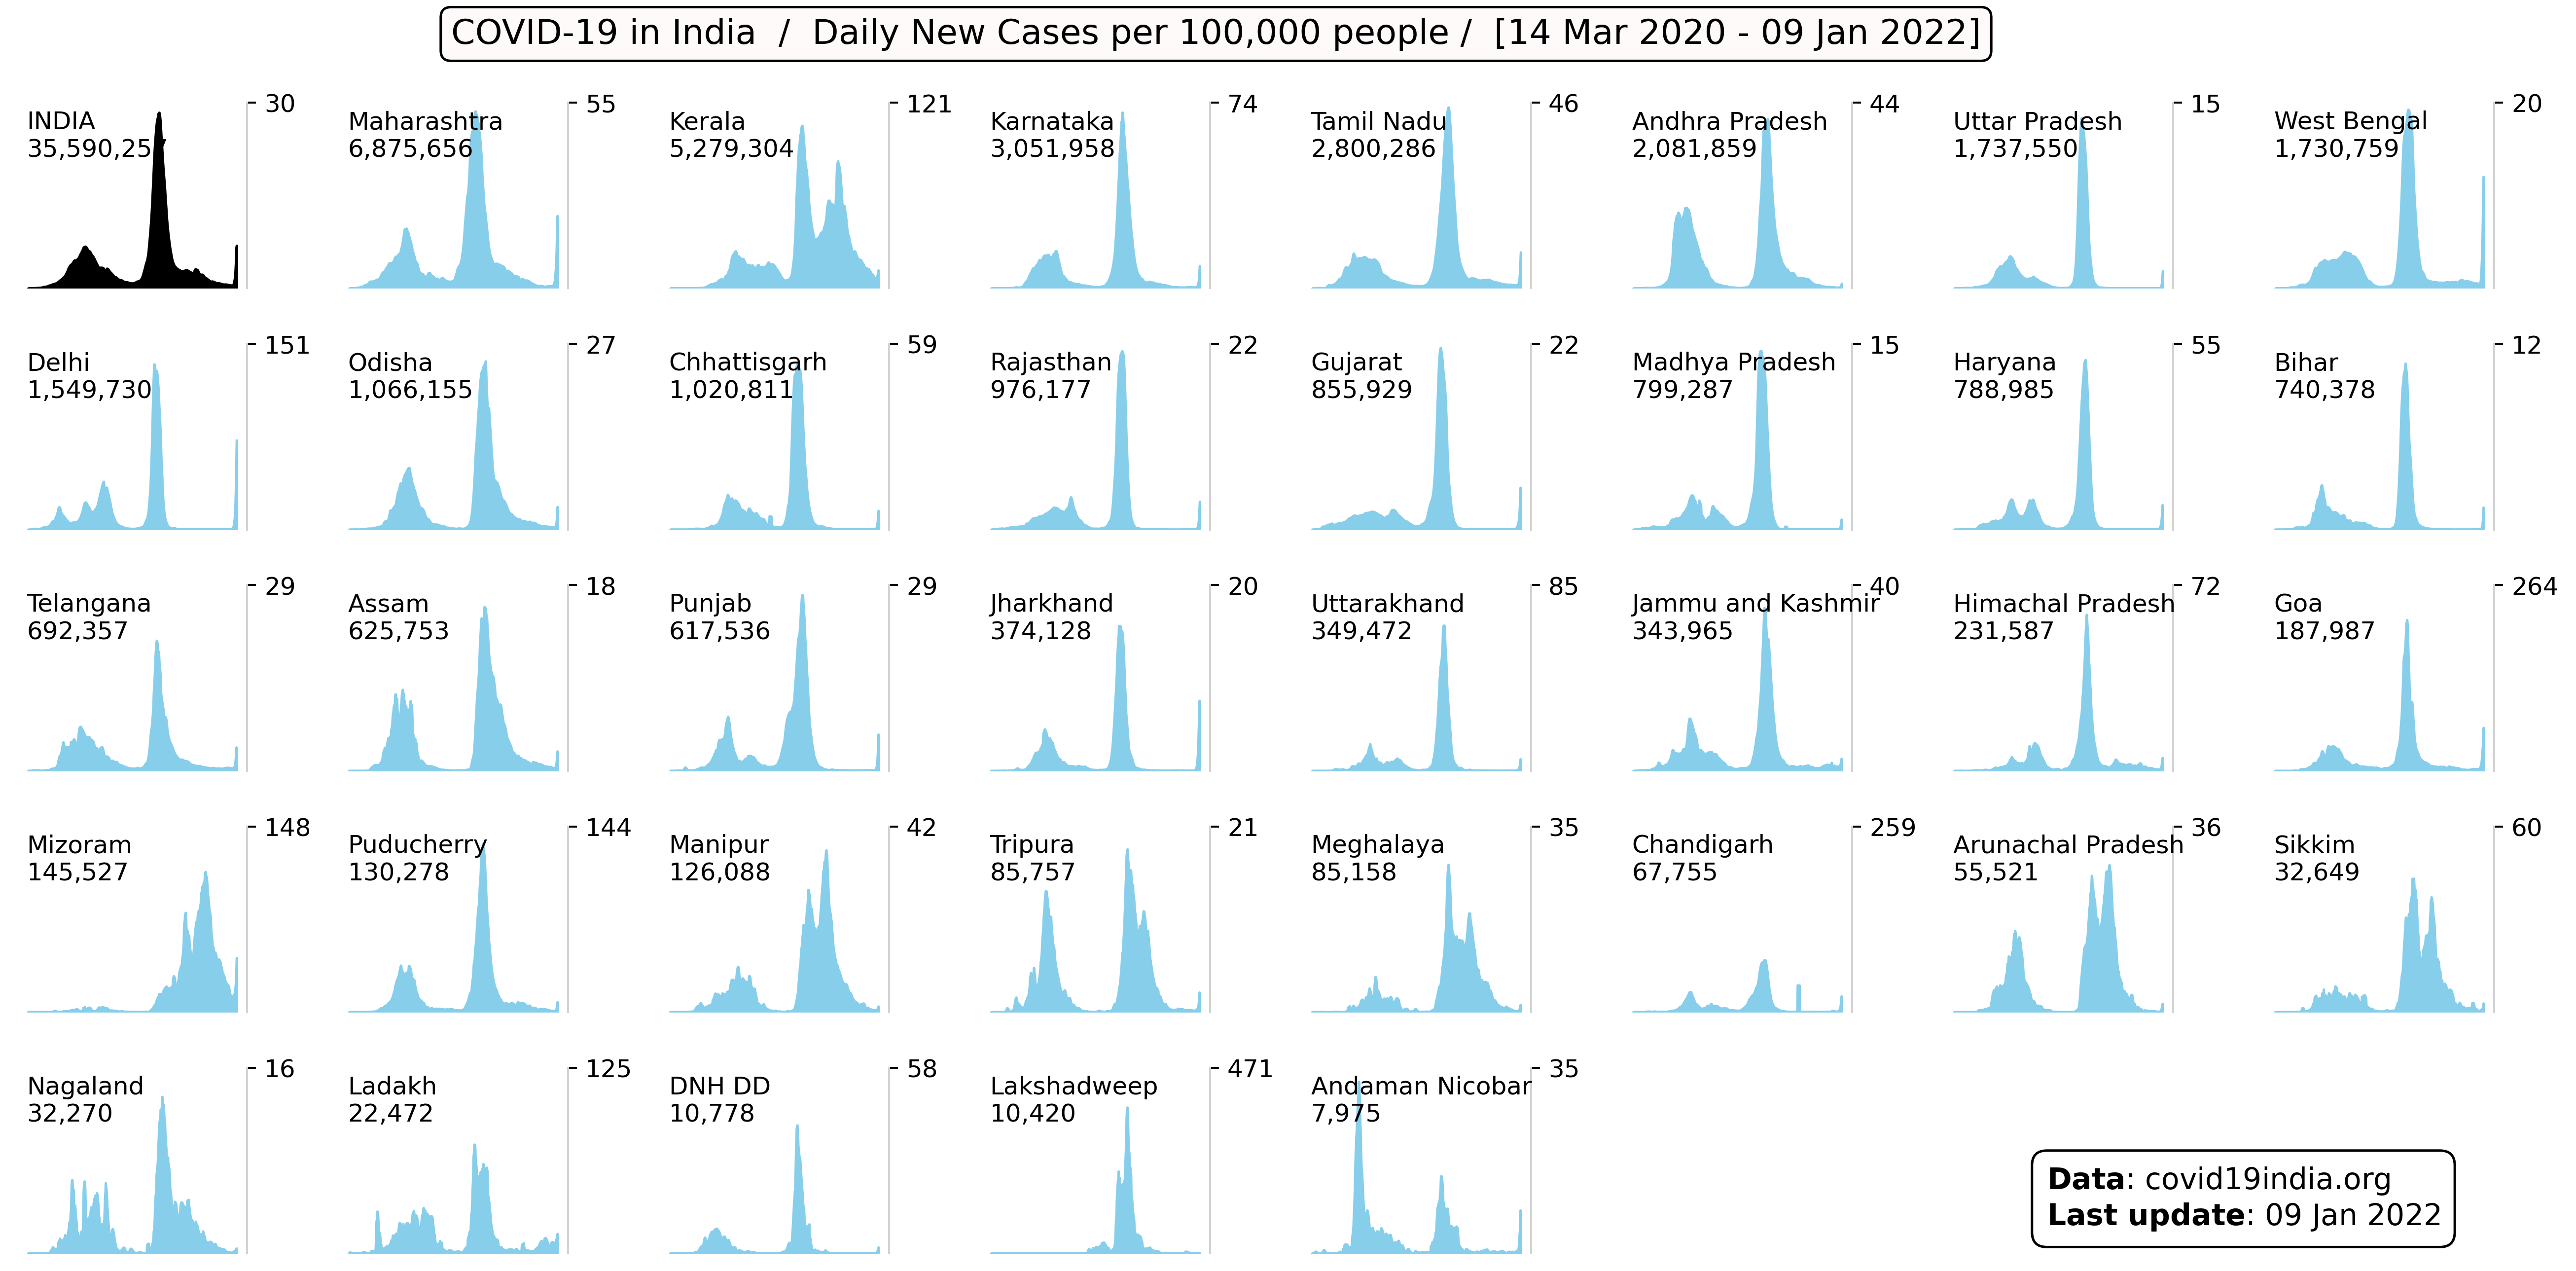 COVID-19 in India / Daily New Cases per 100,000 people / [14 Mar 2020 - 09 Jan 2022]
INDIA
35,590,257
30
Maharashtra
6,875,656
55
Kerala
5,279,304
121
Karnataka
3,051,958
74
Tamil Nadu
2,800,286
46
Andhra Pradesh
2,081,859
44
Uttar Pradesh
1,737,550
15
West Bengal
1,730,759
20
Delhi
1,549,730
151
Odisha
1,066,155
27
Chhattisgarh
1,020,811
59
Rajasthan
976,177
22
Gujarat
855,929
22
Madhya Pradesh
799,287
15
Haryana
788,985
55
Bihar
740,378
12
Telangana
692,357
29
Assam
625,753
18
Punjab
617,536
29
Jharkhand
374,128
20
Uttarakhand
349,472
85
Jammu and Kashmir
343,965
40
Himachal Pradesh
231,587
72
Goa
187,987
264
Mizoram
145,527
148
Puducherry
130,278
144
Manipur
126,088
42
Tripura
85,757
21
Meghalaya
85,158
35
Chandigarh
67,755
259
Arunachal Pradesh
55,521
36
Sikkim
32,649
60
Nagaland
32,270
16
Ladakh
22,472
125
DNH DD
10,778
58
Lakshadweep
10,420
471
Andaman Nicobar
7,975
35
Data: covid19india.org
Last update: 09 Jan 2022